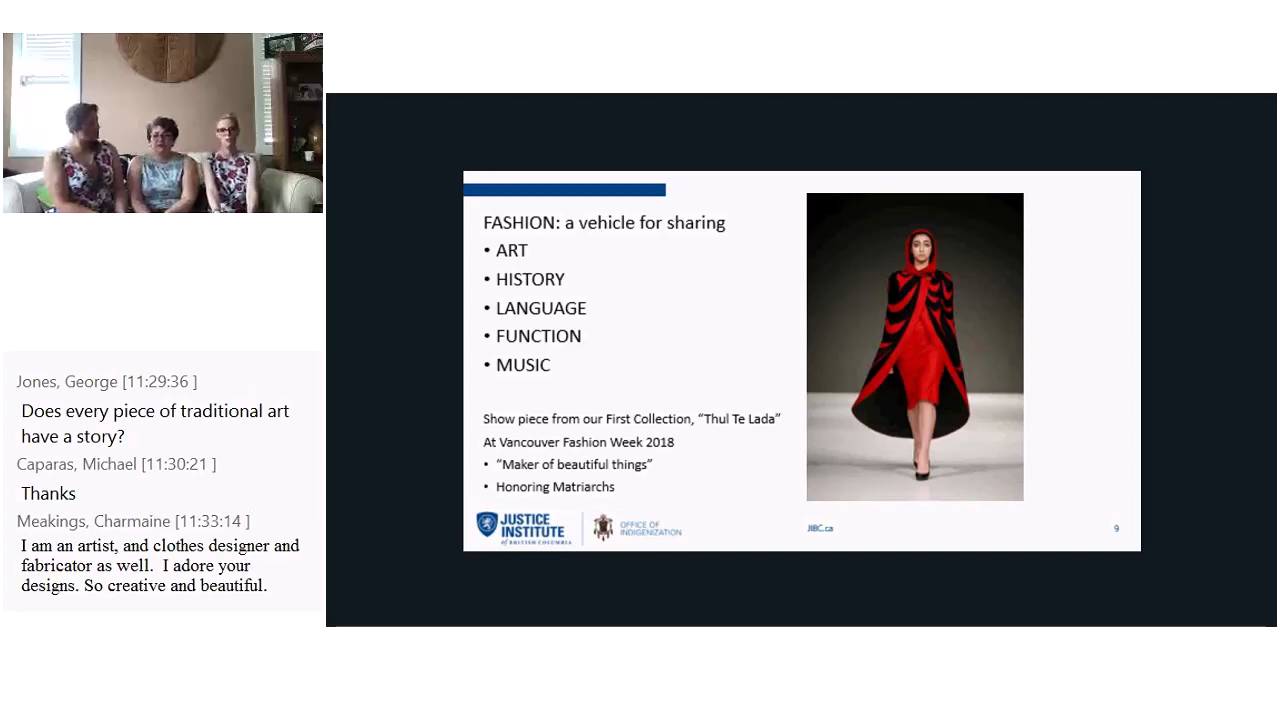 Jones, George [11:29:36 ]
Does every piece of traditional art
have a story?
Caparas, Michael [11:30:21 ]
Thanks
Meakings, Charmaine [11:33:14 ]
I am an artist, and clothes designer and
fabricator as well.  I adore your
designs. So creative and beautiful.
FASHION: a vehicle for sharing
• ART
• HISTORY
• LANGUAGE
• FUNCTION
• MUSIC
Show piece from our First Collection, “Thul Te Lada”
At Vancouver Fashion Week 2018
• “Maker of beautiful things”
• Honoring Matriarchs
JUSTICE
INSTITUTE
of BRITISH COLUMBIA
OFFICE OF
INDIGENIZATION
JIBC.ca
9